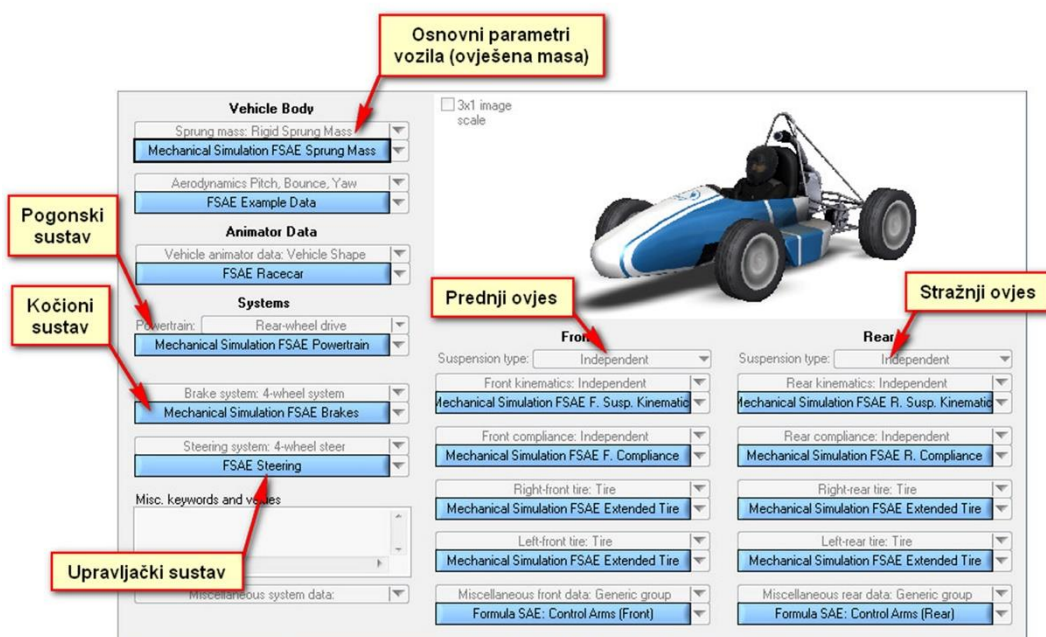 Osnovni parametri
vozila (ovješena masa)
Vehicle Body
3x1 image
scale
Sprung mass: Rigid Sprung Mass
Mechanical Simulation FSAE Sprung Mass
Aerodynamics Pitch, Bounce, Yaw
FSAE Example Data
Pogonski
sustav
Animator Data
Vehicle animator data: Vehicle Shape
FSAE Racecar
Kočioni
sustav
Systems
Powertrain: Rear-wheel drive
Mechanical Simulation FSAE Powertrain
Brake system: 4-wheel system
Mechanical Simulation FSAE Brakes
Steering system: 4-wheel steer
FSAE Steering
Misc. keywords and values
Upravljački sustav
Miscellaneous system data:
Prednji ovjes
Front
Suspension type: Independent
Front kinematics: Independent
Mechanical Simulation FSAE F. Susp. Kinematic
Front compliance: Independent
Mechanical Simulation FSAE F. Compliance
Right-front tire: Tire
Mechanical Simulation FSAE Extended Tire
Left-front tire: Tire
Mechanical Simulation FSAE Extended Tire
Miscellaneous front data: Generic group
Formula SAE: Control Arms (Front)
Stražnji ovjes
Rear
Suspension type: Independent
Rear kinematics: Independent
Mechanical Simulation FSAE R. Susp. Kinematic
Rear compliance: Independent
Mechanical Simulation FSAE R. Compliance
Right-rear tire: Tire
Mechanical Simulation FSAE Extended Tire
Left-rear tire: Tire
Mechanical Simulation FSAE Extended Tire
Miscellaneous rear data: Generic group
Formula SAE: Control Arms (Rear)